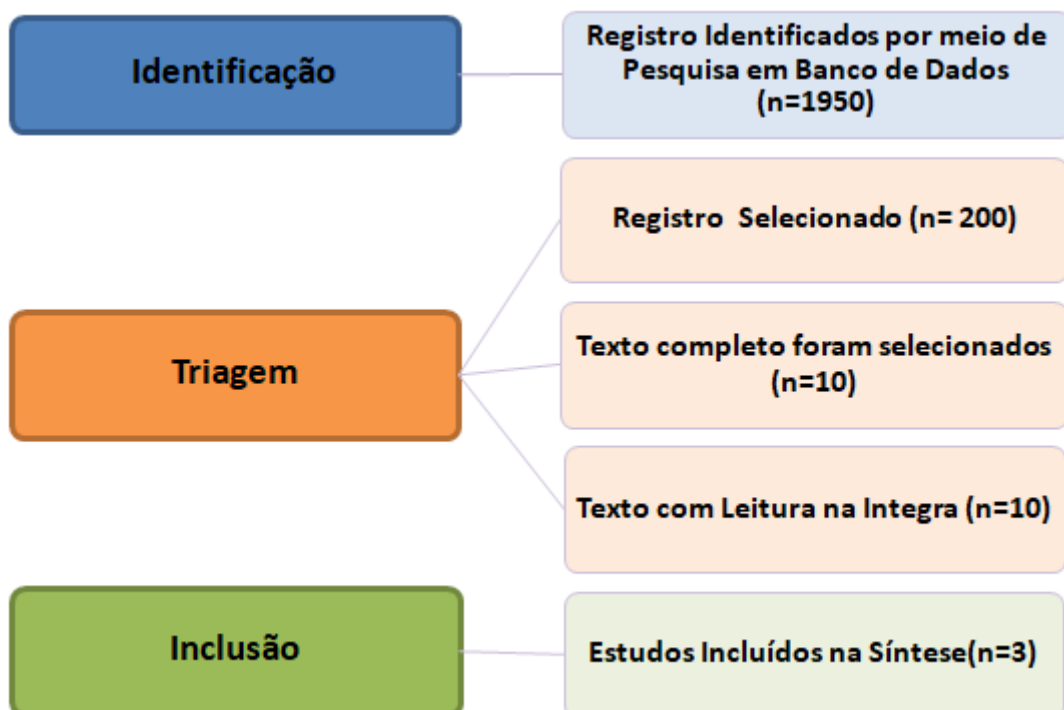 Identificação
Registro Identificados por meio de
Pesquisa em Banco de Dados
(n=1950)
Registro Selecionado (n= 200)
Triagem
Texto completo foram selecionados
(n=10)
Texto com Leitura na Integra (n=10)
Inclusão
Estudos Incluídos na Síntese(n=3)